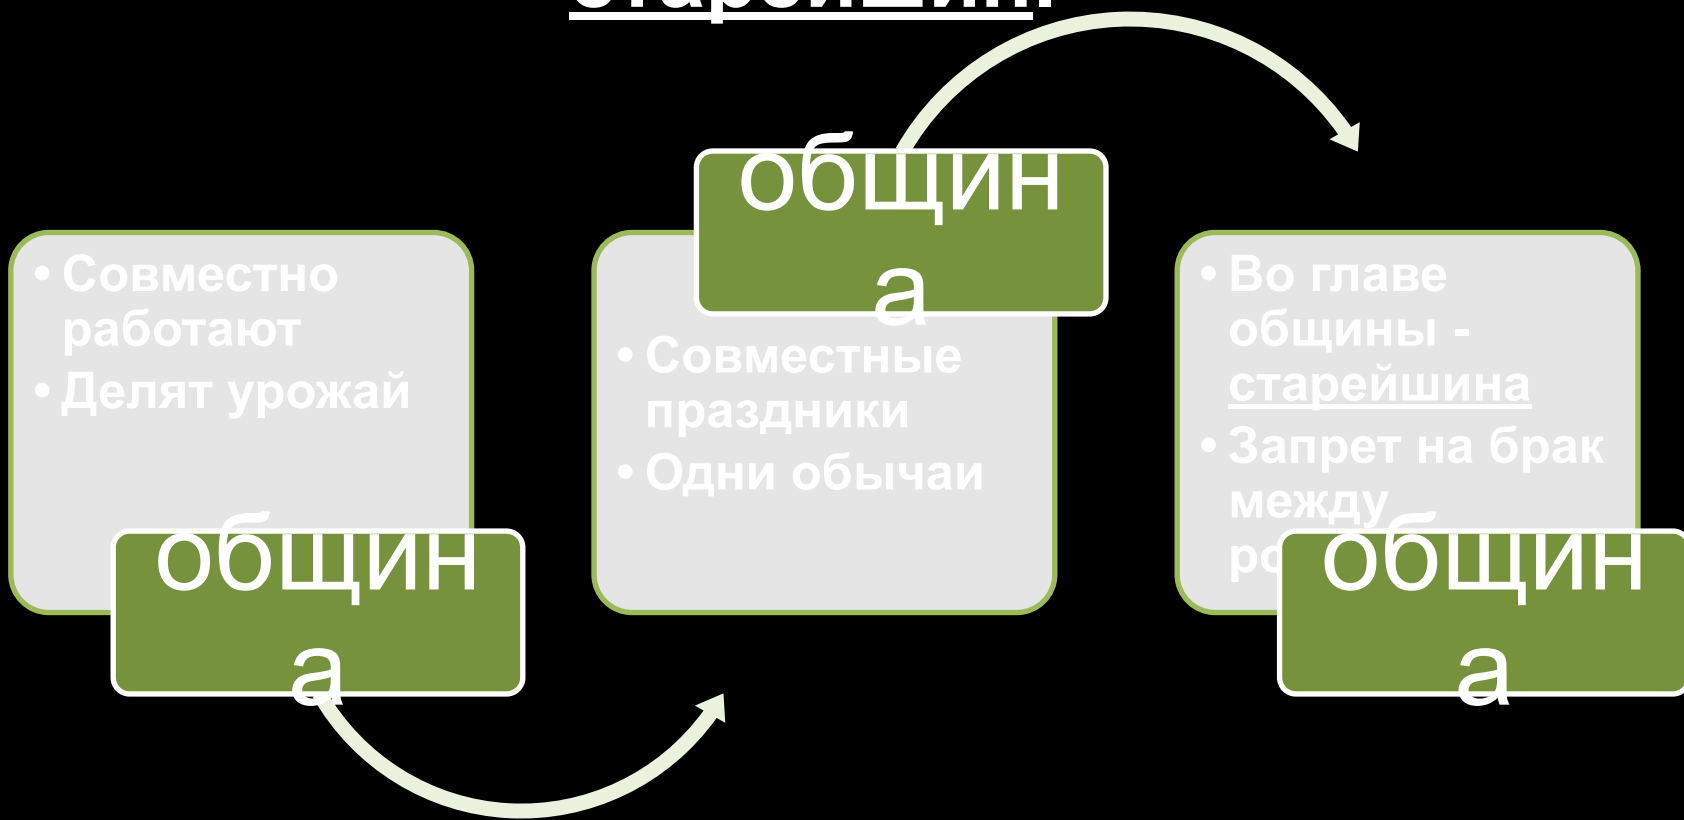 старейшин.
• Совместно
работают
• Делят урожай
общин
а
общин
а
• Совместные
праздники
• Одни обычаи
• Во главе
общины -
старейшина
• Запрет на брак
между
общин
а